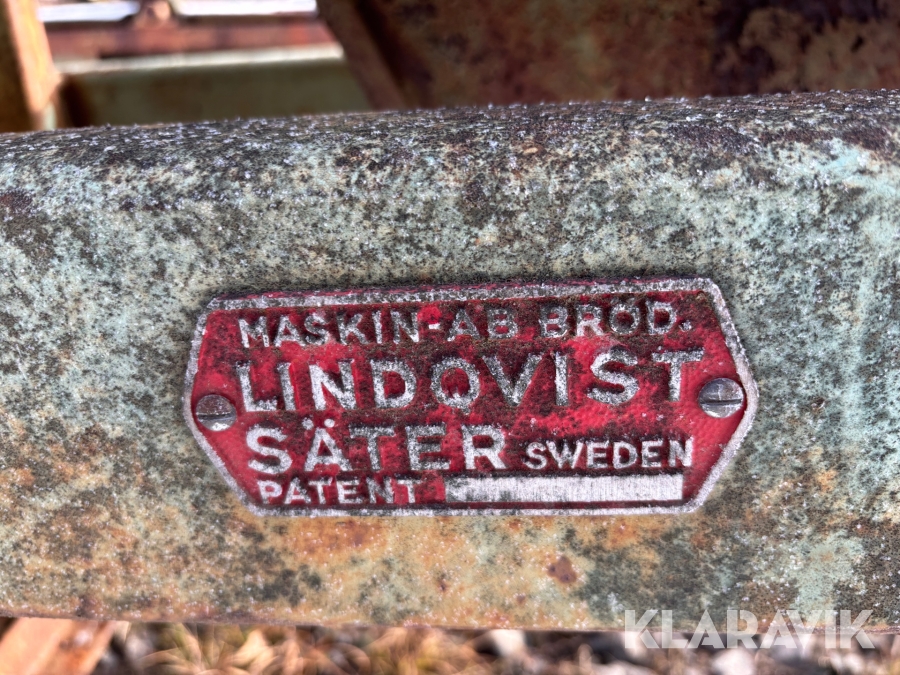 MASKIN-AB BRÖD.
LINDQVIST
SÄTER SWEDEN
PATENT
KLARAVIK